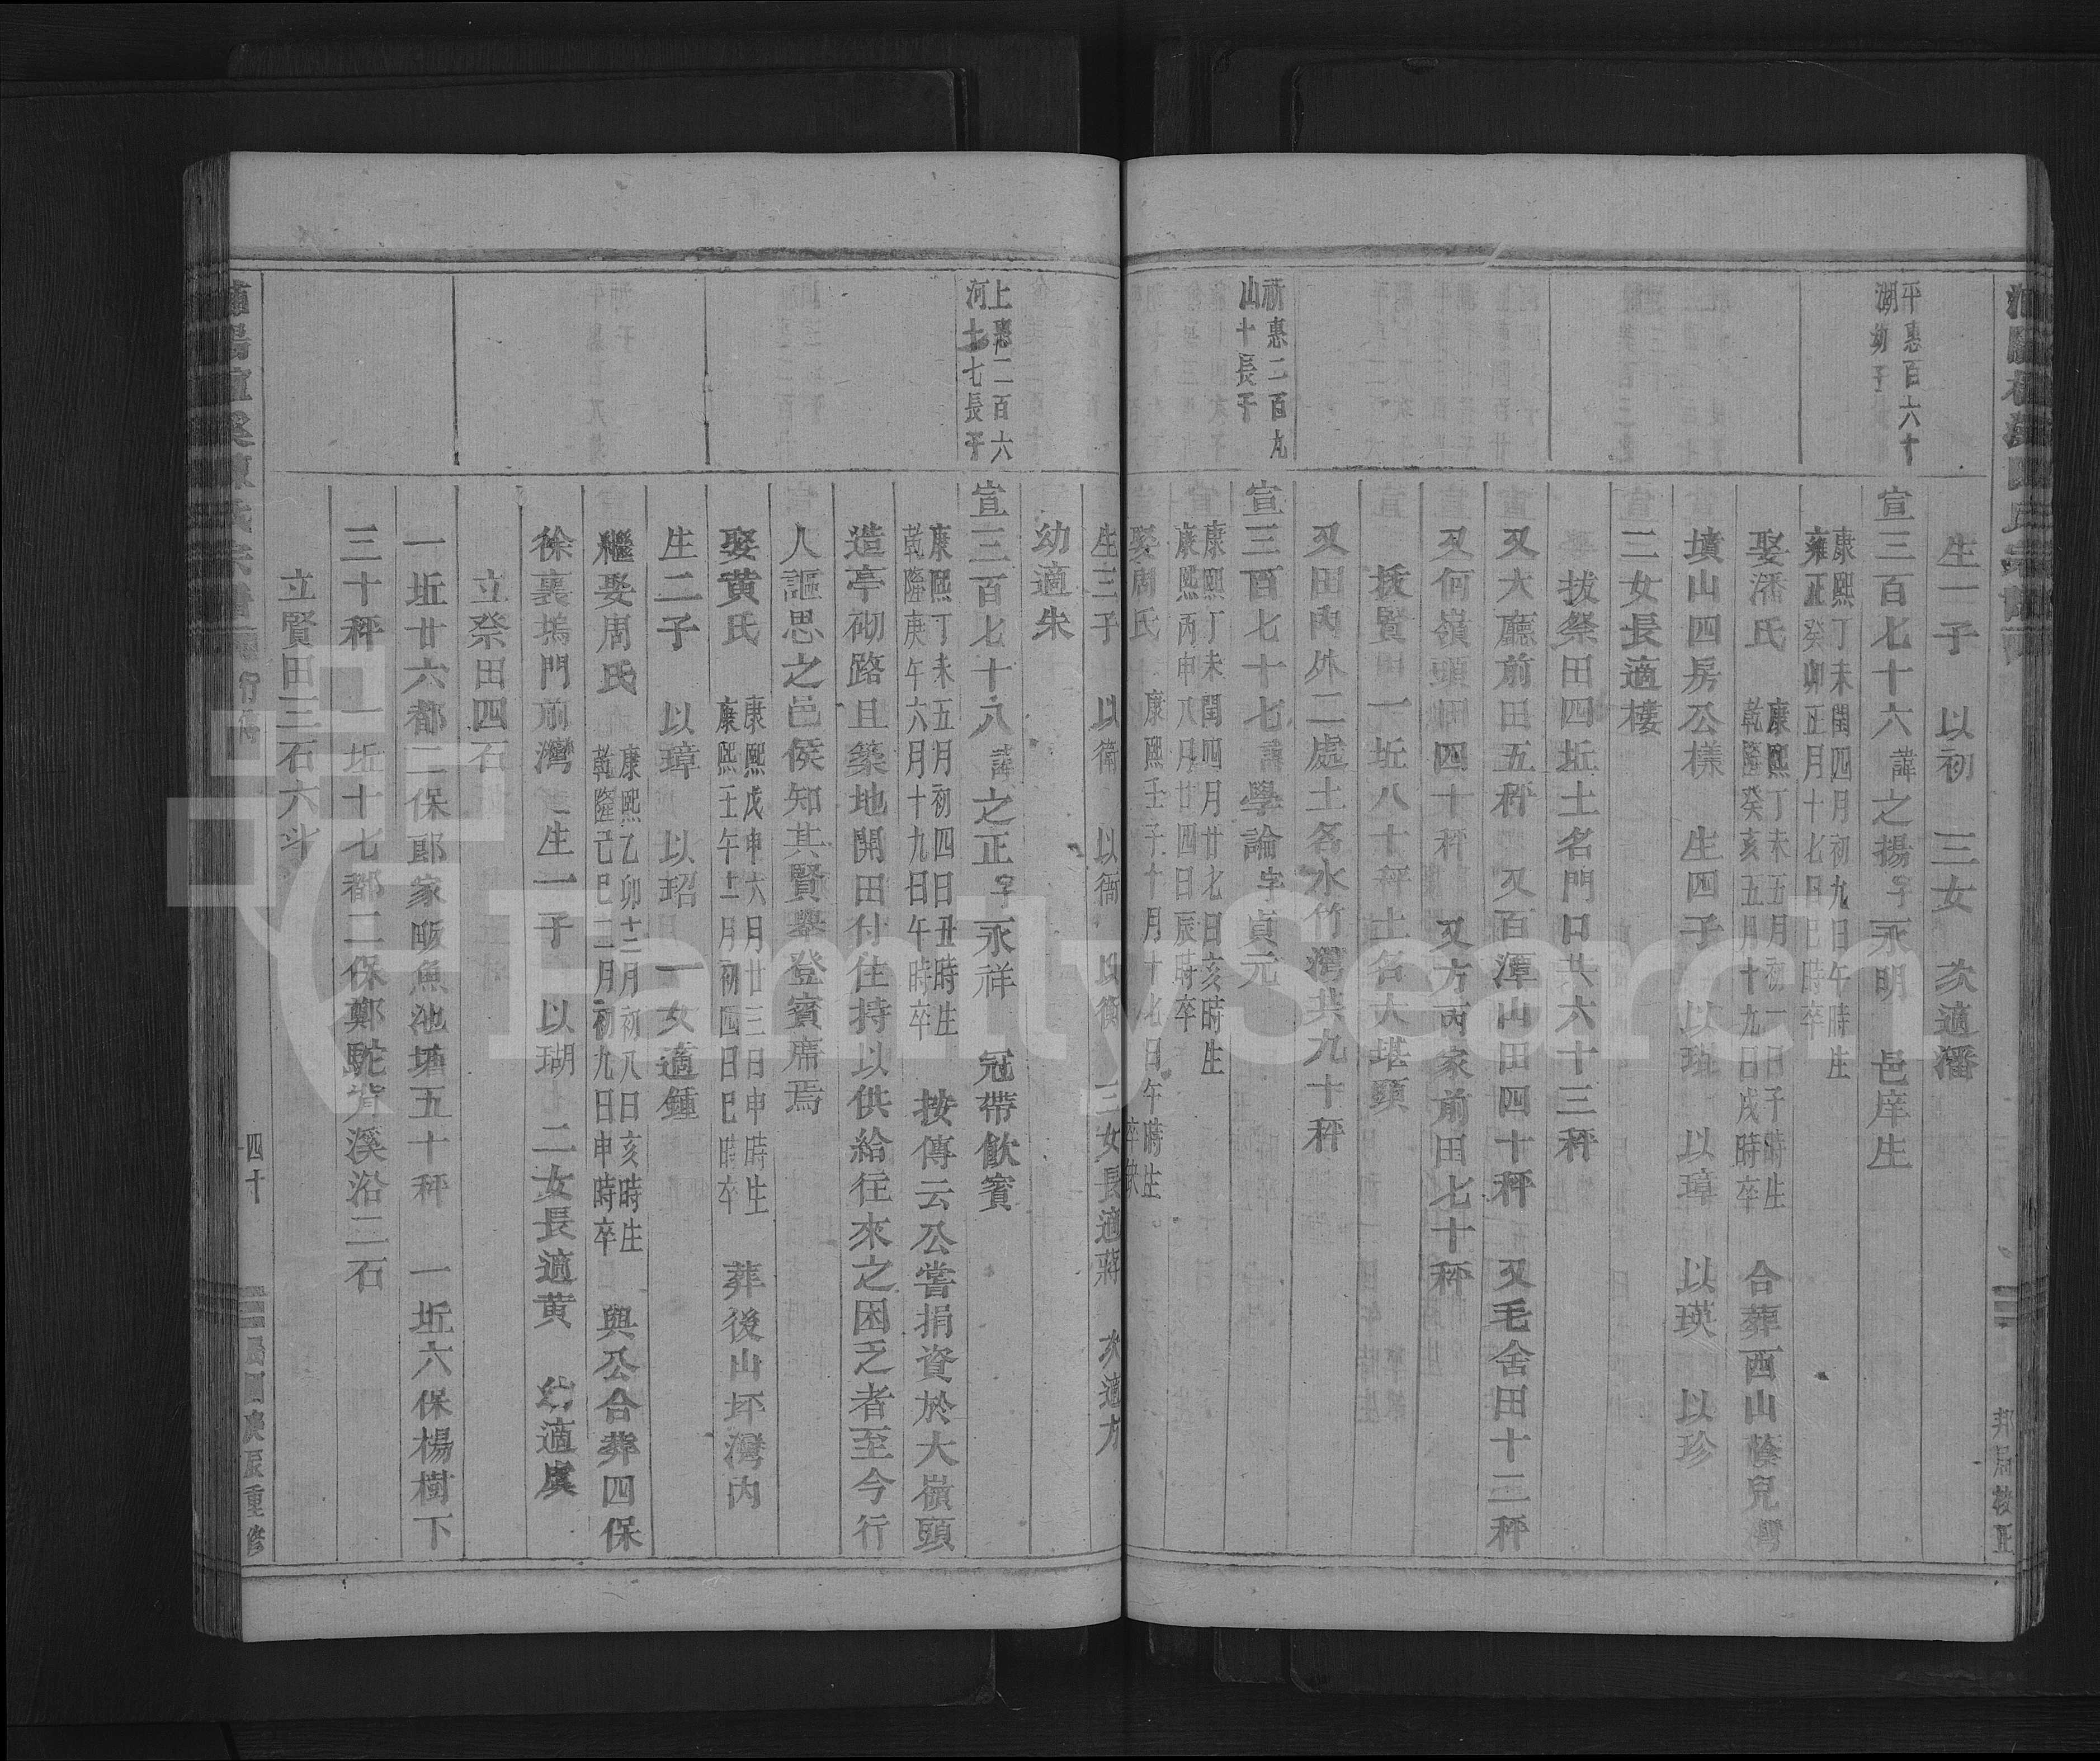 邦居校正
生一子　以初　三女　次適潘
平惠百六十
湖幼子
宣三百七十六 諱之揚 字永明　邑庠生
康熙丁未閏四月初九日午時生
雍正癸卯正月十七日巳時卒
娶潘氏 康熙丁未五月初一日子時生
乾隆癸亥五月十九日戌時卒
合葬西山蔭兒灣
墳山四房公樣　生四子　以琨　以璋　以瑛　以珍
二女長適樓
拔祭田四坵土名門口共六十三秤
又大廳前田五秤　又百潭山田四十秤　又毛舍田十二秤
又何嶺頭四十秤　又方丙家前田七十秤
拔賢田一坵八十秤土名大堪頭
又田內外二處土名水竹灣共九十秤
祈惠二百九
山十長子
宣三百七十七 諱學論 字貞元
康熙丁未閏四月廿七日亥時生
康熙丙申八月廿四日辰時卒
娶周氏 康熙壬子十月十七日午時生
卒缺
生三子　以衛　以衙　以衡　三女長適蔣　次適方
幼適朱
上惠二百六
河十七長子
宣三百七十八 諱之正 字永祥　冠帶飲賓
康熙丁未五月初四日丑時生
乾隆庚午六月十九日午時卒
按傳云公嘗捐資於大嶺頭
造亭砌路且築地開田付住持以供給往來之困乏者至今行
人謳思之邑侯知其賢舉登賓席焉
娶黄氏 康熙戊申六月廿三日申時生
康熙壬午十二月初四日巳時卒
葬後山坪灣內
生二子　以璋　以玿　一女適鍾
繼娶周氏 康熙乙卯十二月初八日亥時生
乾隆己巳二月初九日申時卒
與公合葬四保
徐裏塢門前灣　生一子　以瑚　二女長適黄　幼適虞
立祭田四石
一坵廿六都二保郎家畈魚池塘五十秤　一坵六保楊樹下
三十秤　一坵十七都二保鄭駝背溪沿三石
立賢田三石六斗
行傳
四十
重修